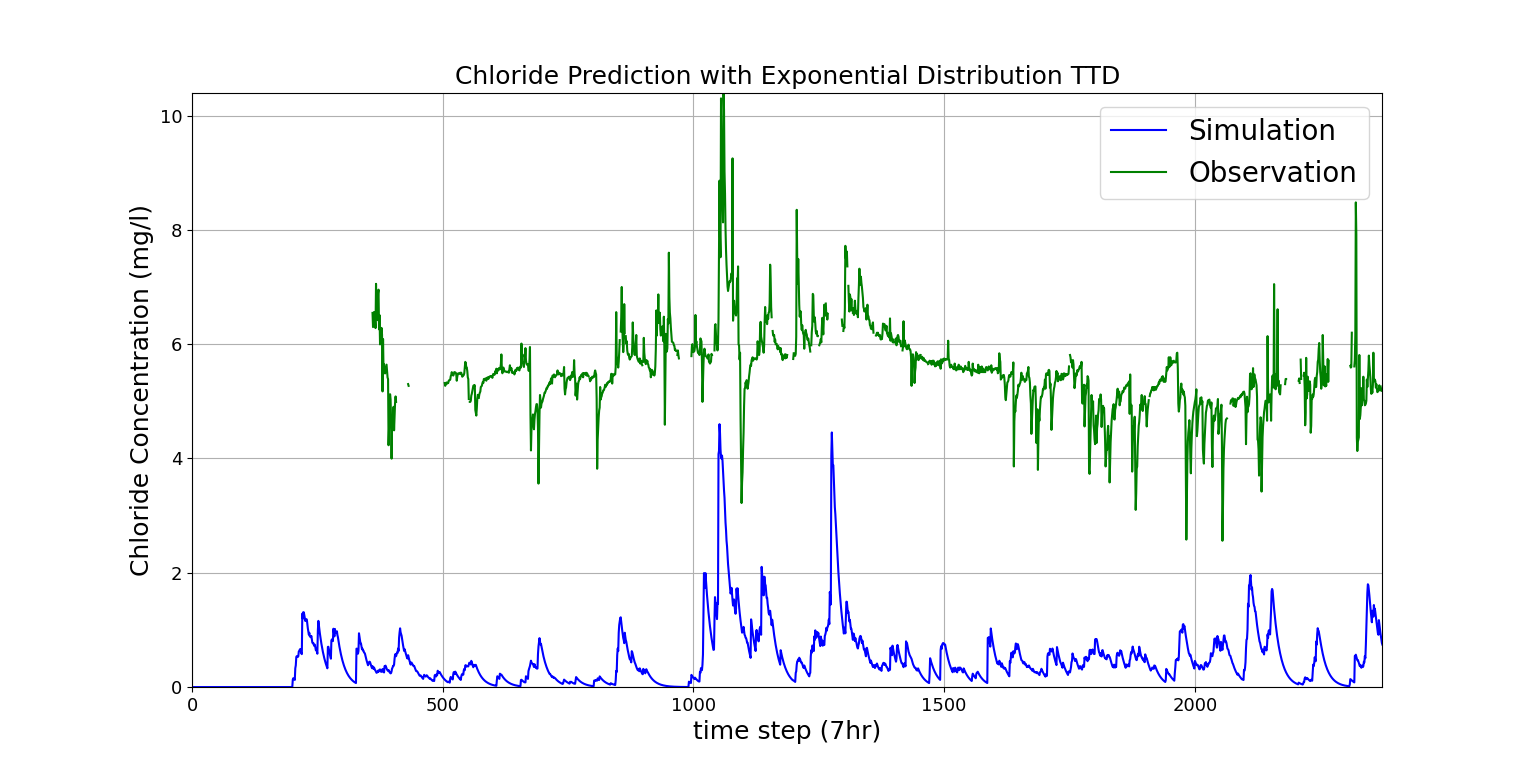 Chloride Prediction with Exponential Distribution TTD
Simulation
Observation
Chloride Concentration (mg/l)
10
8
6
4
2
0
0 500 1000 1500 2000
time step (7hr)